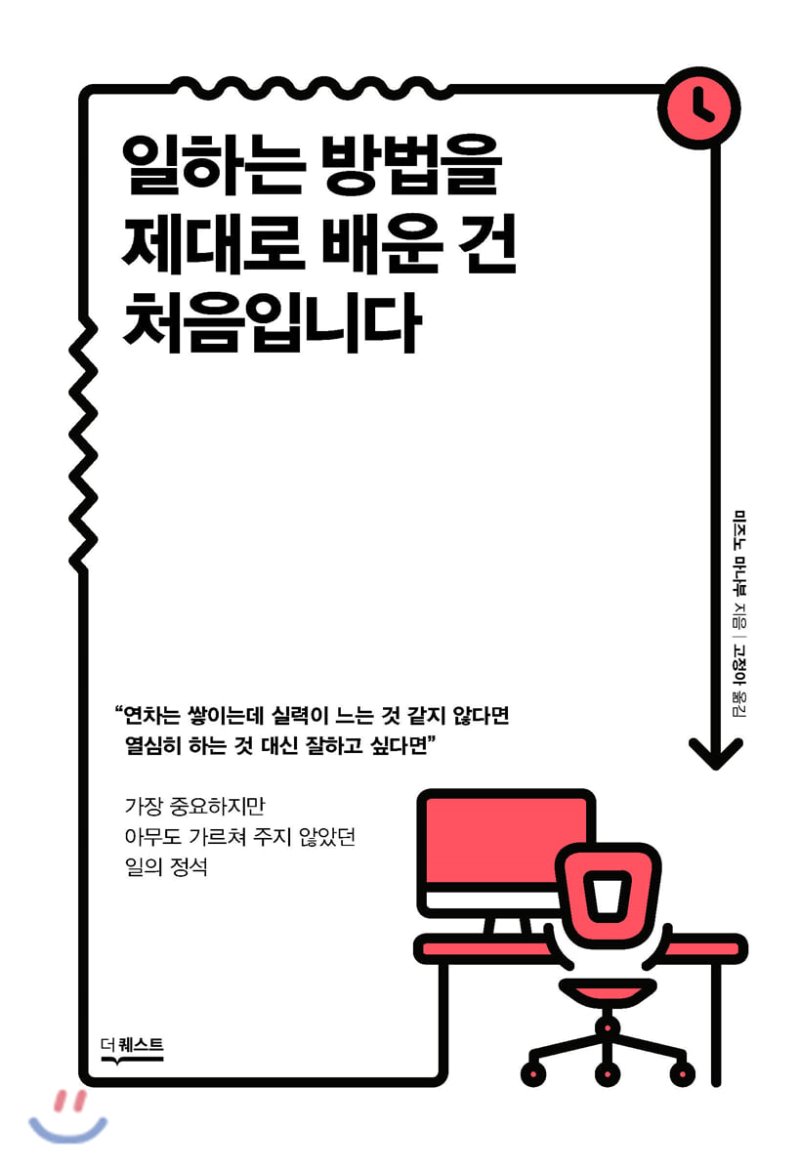 일하는 방법을
제대로 배운 건
처음입니다
미즈노 마나부 지음 | 고정아 옮김
“연차는 쌓이는데 실력이 느는 것 같지 않다면
열심히 하는 것 대신 잘하고 싶다면”
가장 중요하지만
아무도 가르쳐 주지 않았던
일의 정석
더퀘스트